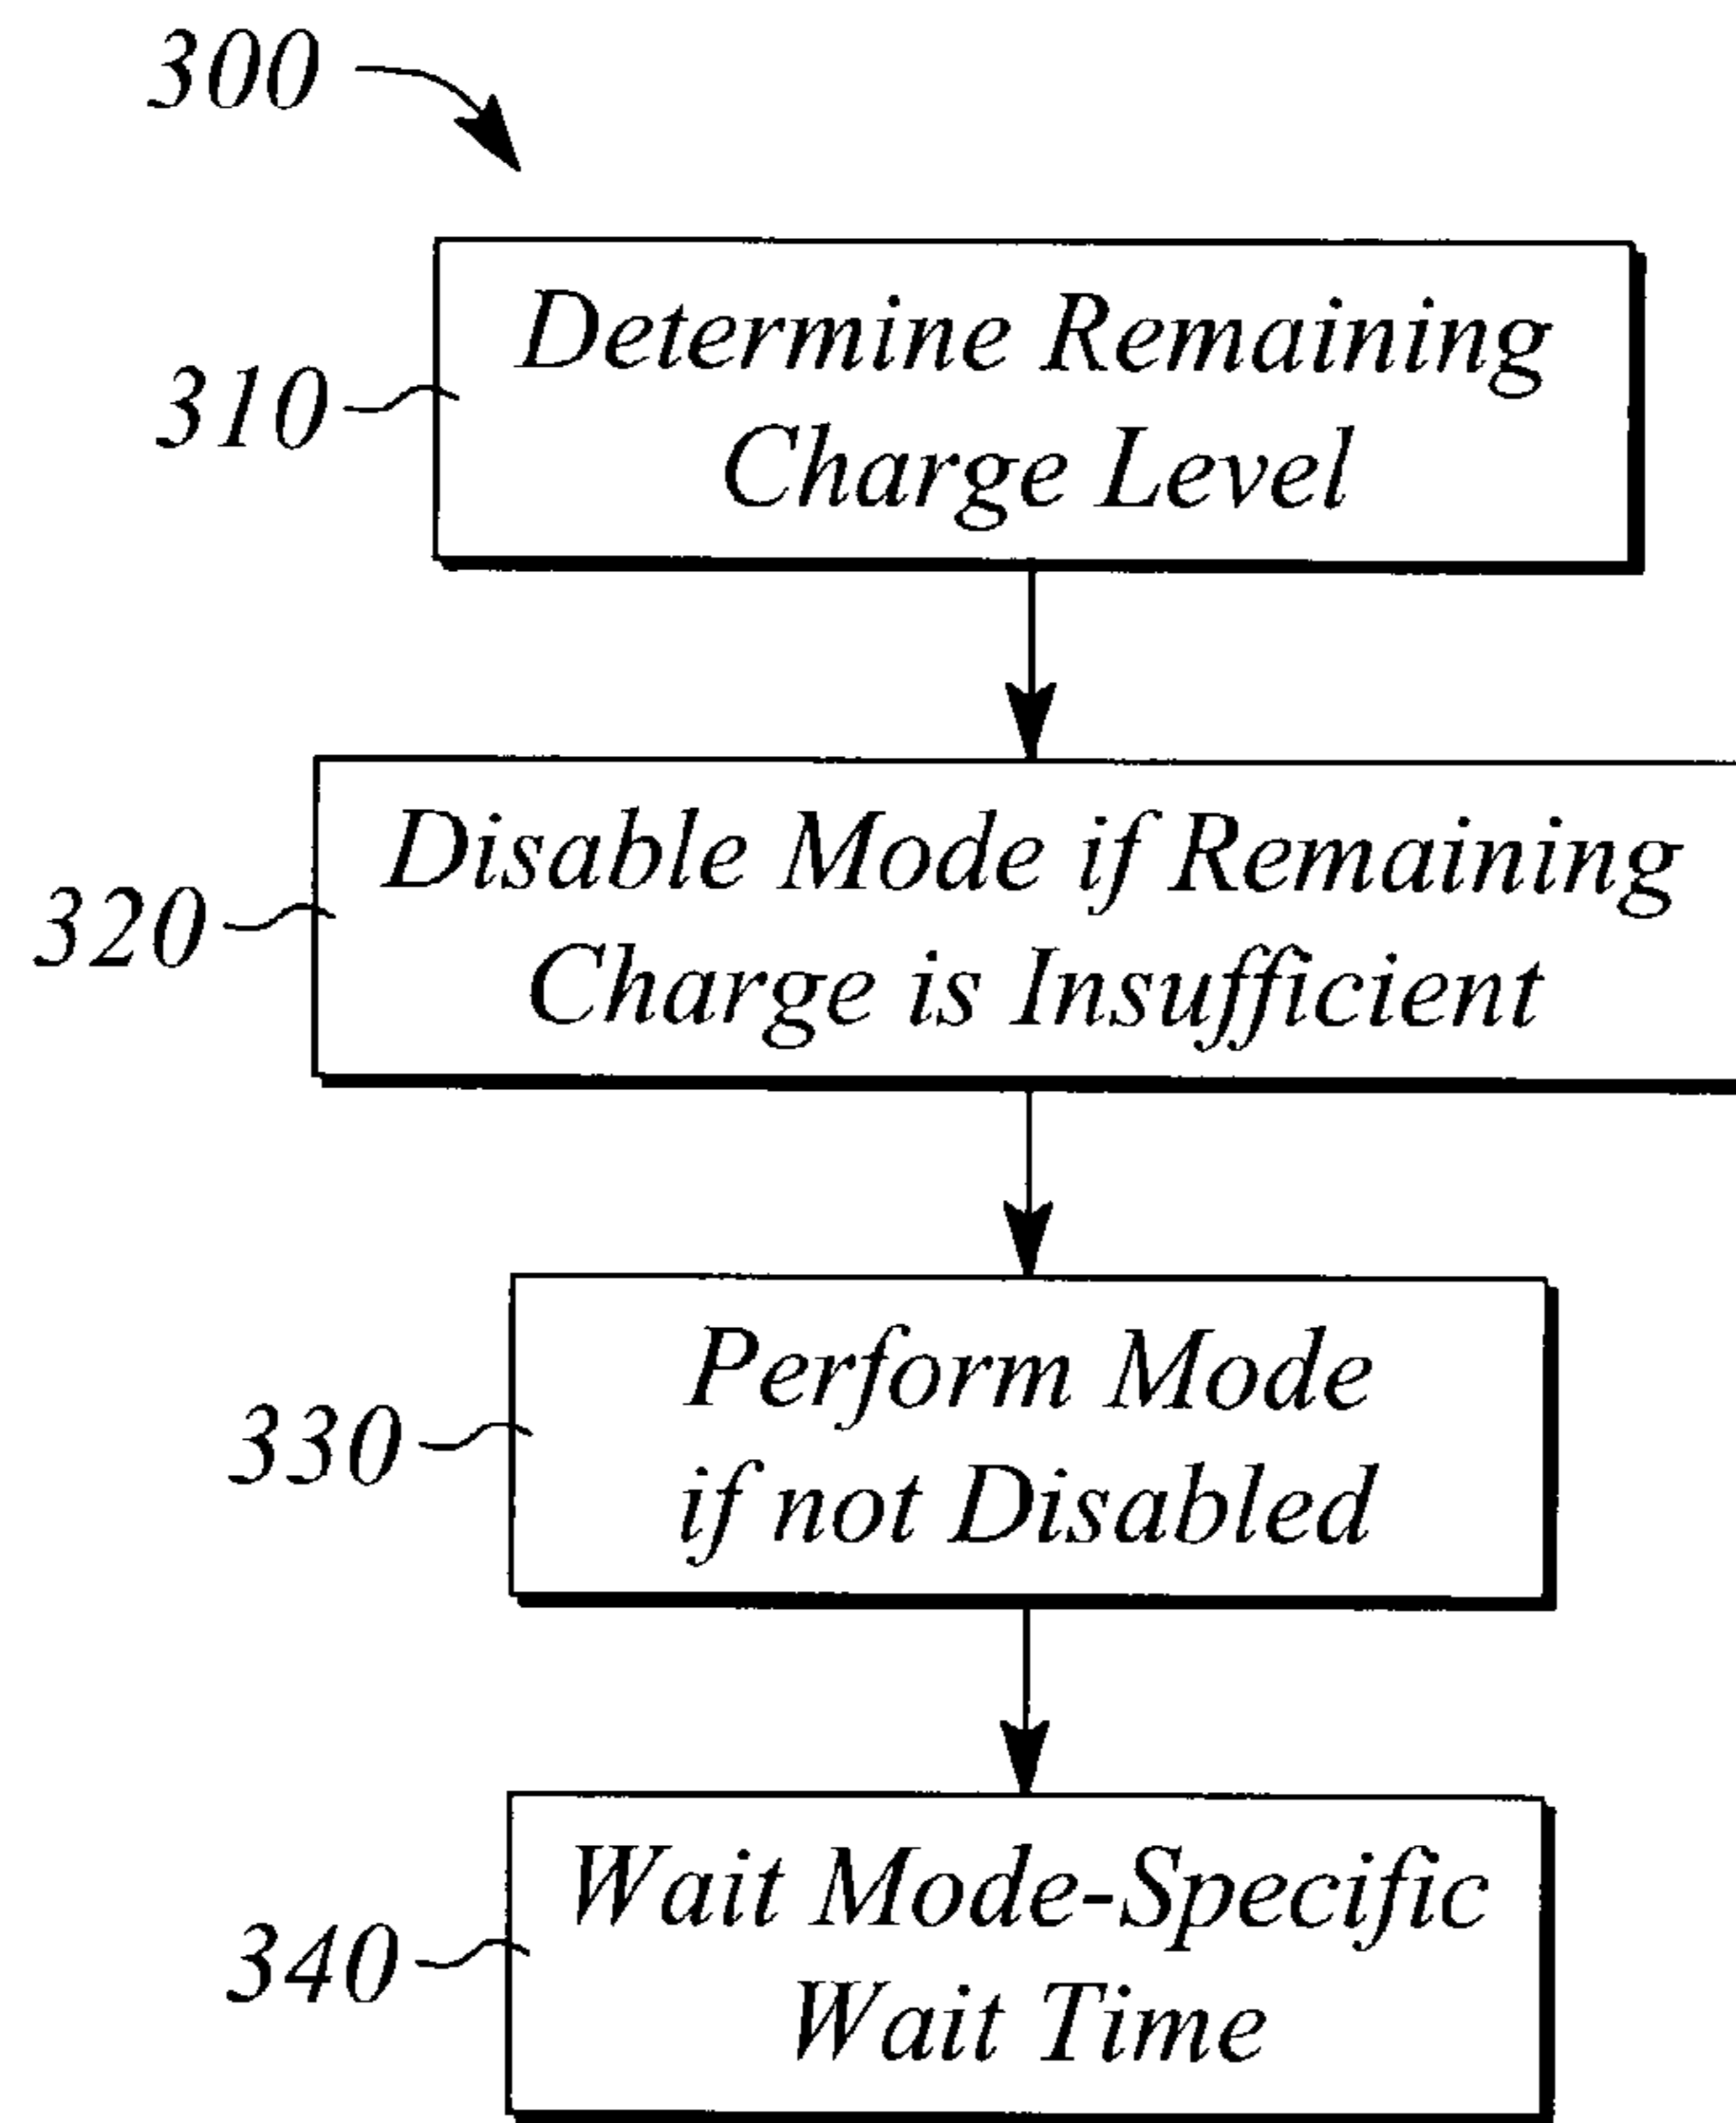 300
310
Determine Remaining
Charge Level
320
Disable Mode if Remaining
Charge is Insufficient
330
Perform Mode
if not Disabled
340
Wait Mode-Specific
Wait Time